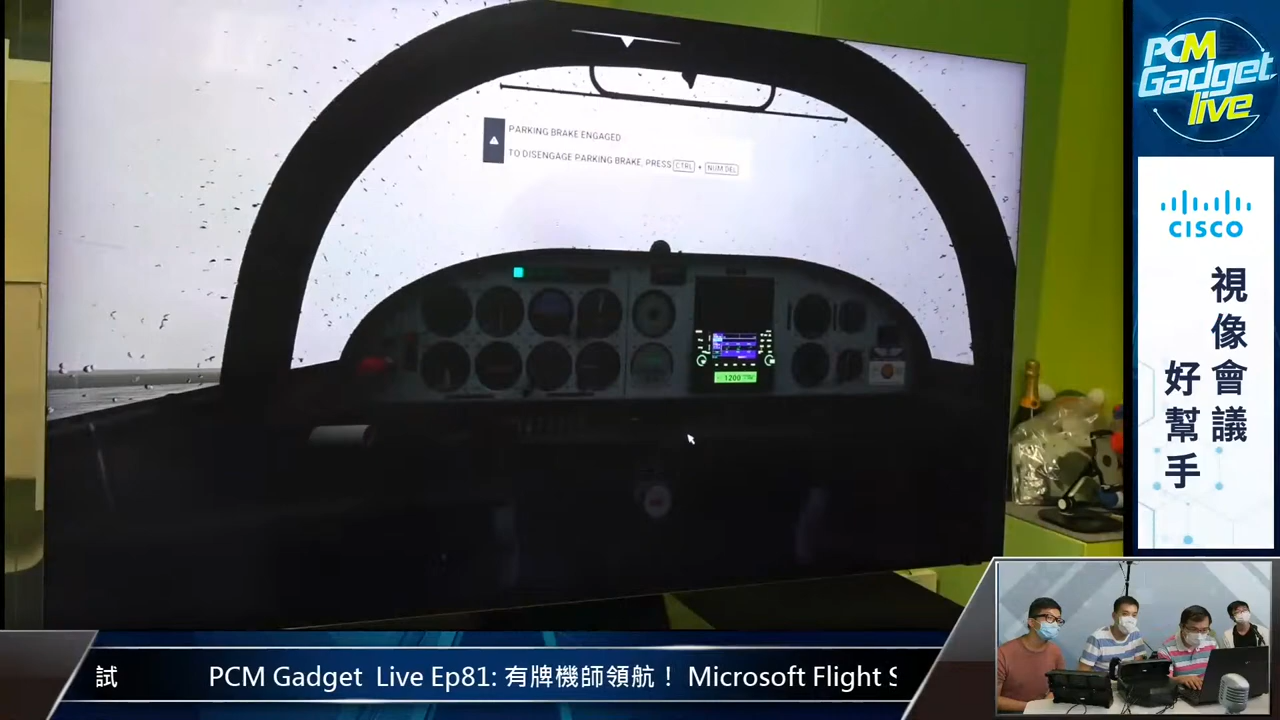 PARKING BRAKE ENGAGED
TO DISENGAGE PARKING BRAKE, PRESS CTRL + NUM DEL
1200
PCM
Gadget
live
CISCO
視像會議
好幫手
試 PCM Gadget Live Ep81: 有牌機師領航！ Microsoft Flight S